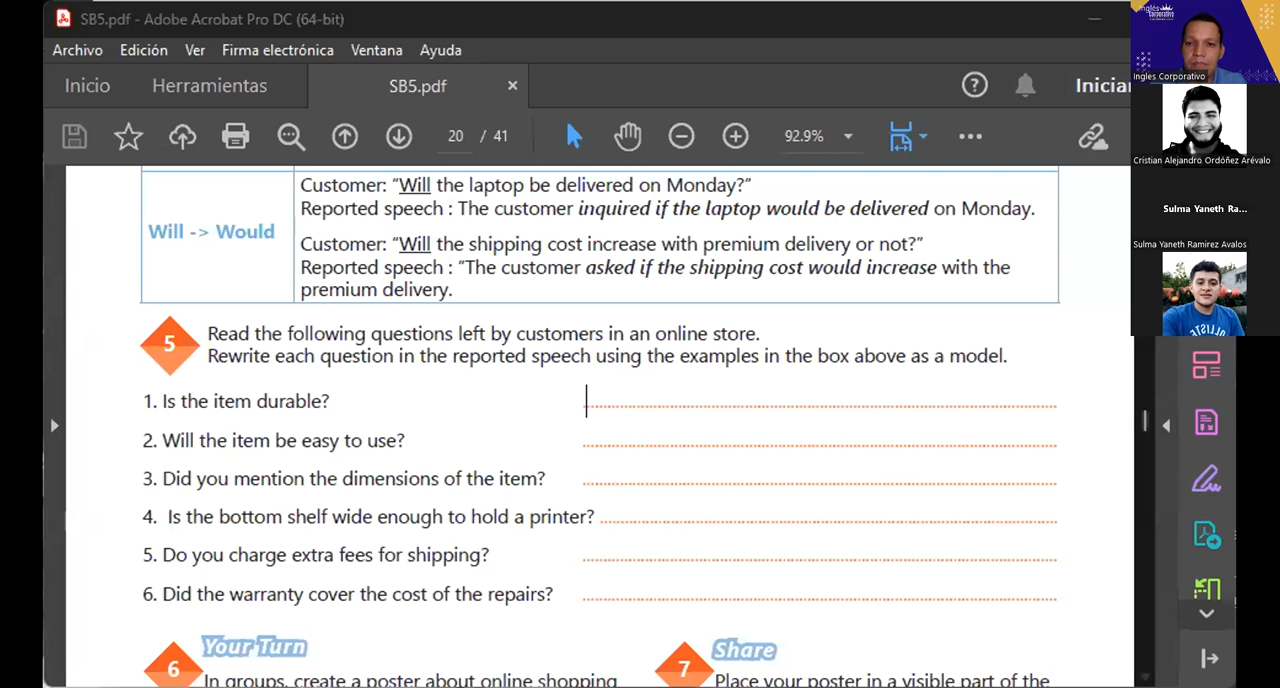 SB5.pdf - Adobe Acrobat Pro DC (64-bit)
Archivo Edición Ver Firma electrónica Ventana Ayuda
Inicio Herramientas SB5.pdf Iniciar
20 / 41 92.9%
Will -> Would
Customer: “Will the laptop be delivered on Monday?”
Reported speech : The customer inquired if the laptop would be delivered on Monday.
Customer: “Will the shipping cost increase with premium delivery or not?”
Reported speech : “The customer asked if the shipping cost would increase with the
premium delivery.
5
Read the following questions left by customers in an online store.
Rewrite each question in the reported speech using the examples in the box above as a model.
1. Is the item durable?
2. Will the item be easy to use?
3. Did you mention the dimensions of the item?
4. Is the bottom shelf wide enough to hold a printer?
5. Do you charge extra fees for shipping?
6. Did the warranty cover the cost of the repairs?
6
Your Turn
In groups, create a poster about online shopping
7
Share
Place your poster in a visible part of the
Inglés
Corporativo
Ingles Corporativo
Cristian Alejandro Ordóñez Arévalo
Sulma Yaneth Ra...
Sulma Yaneth Ramirez Avalos